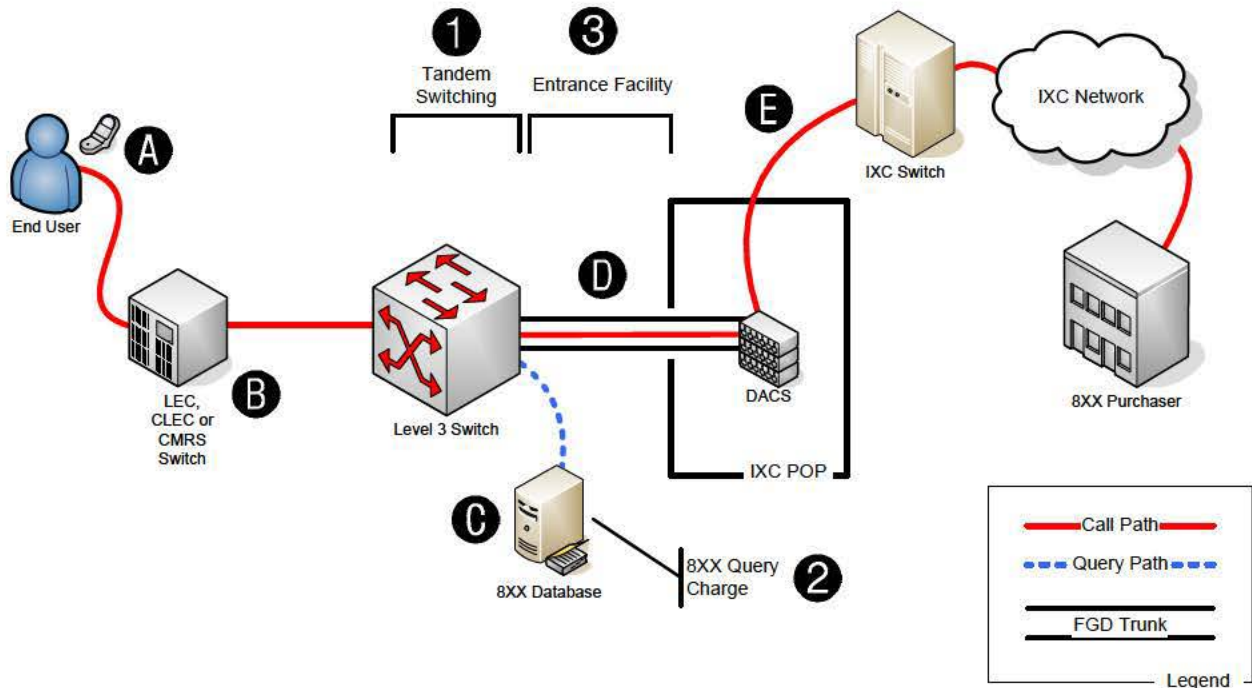 1
Tandem
Switching
3
Entrance Facility
A
End User
E
IXC Switch
IXC Network
B
LEC,
CLEC or
CMRS
Switch
Level 3 Switch
D
DACS
IXC POP
8XX Purchaser
C
8XX Database
8XX Query
Charge
2
Call Path
Query Path
FGD Trunk
Legend